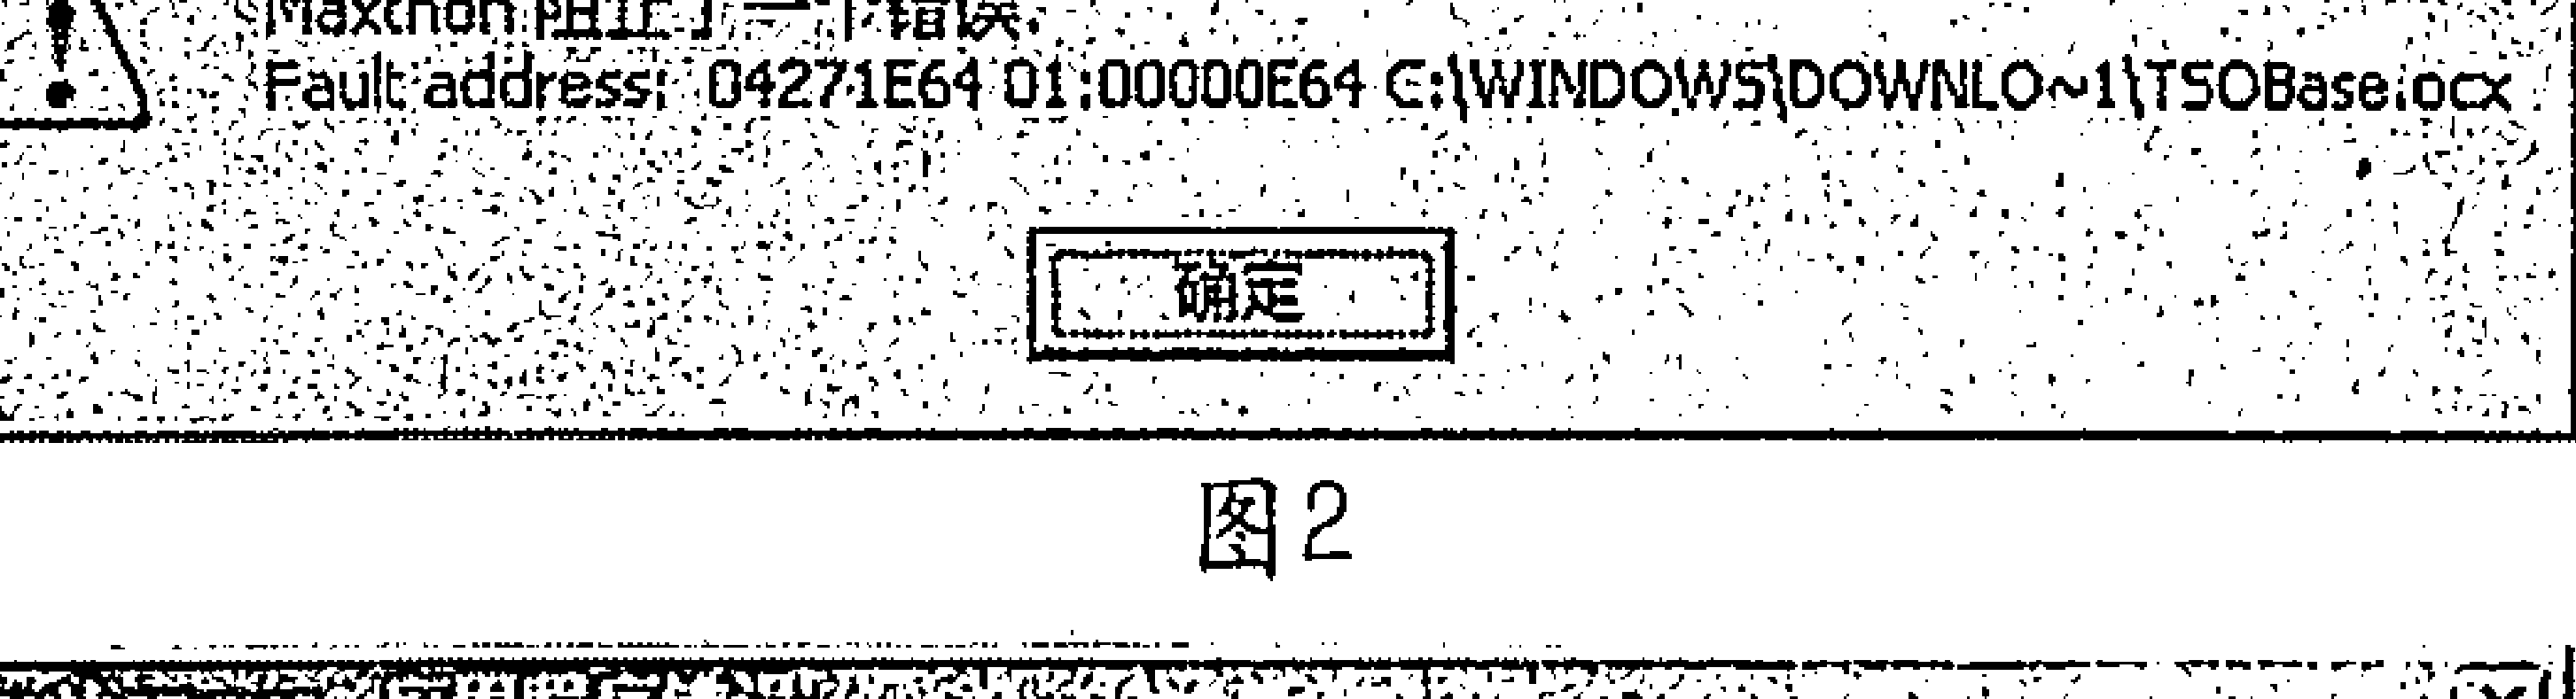 Maxthon 阻止了一个错误.
Fault address: 04271E64 01:00000E64 C:\WINDOWS\DOWNLO~1\TSOBase.ocx
确定
图2